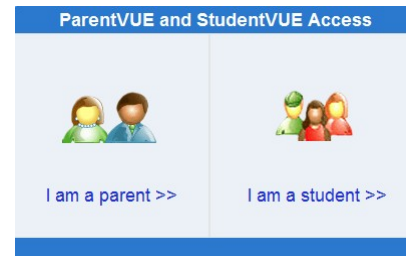 ParentVUE and StudentVUE Access
I am a parent >>
I am a student >>